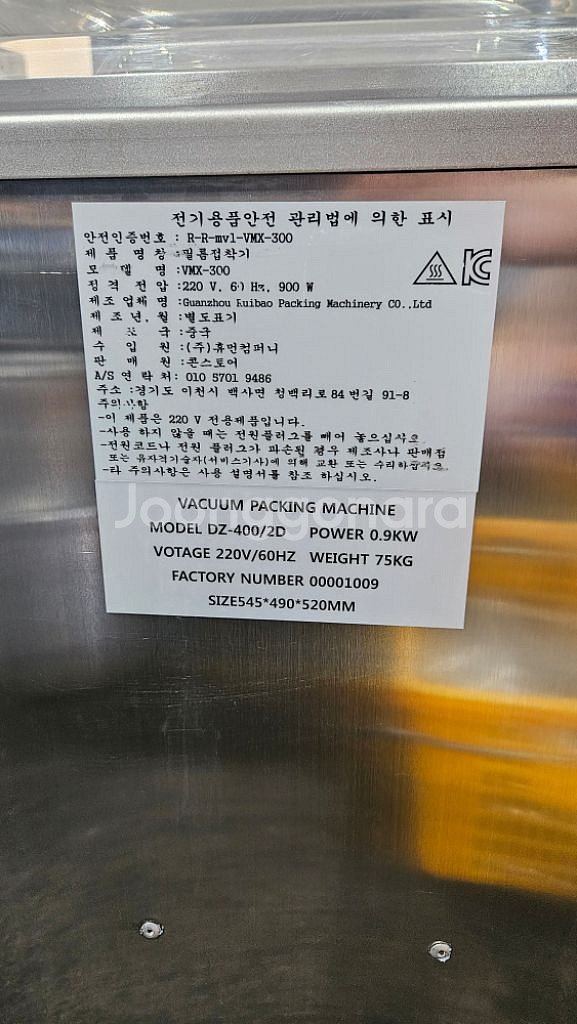 전기용품안전 관리법에 의한 표시
안전인증번호 : R-R-mvl-VMX-300
제 품 명 칭 :필름접착기
모 델 명 :VMX-300
정 격 전 압 :220 V, 60 Hz, 900 W
제 조 업 체 명 :Guanzhou Ruibao Packing Machinery CO.,Ltd
제 조 년, 월 :별도표기
제 조 국 :중국
수 입 원 :(주)휴먼컴퍼니
판 매 원 :콘스토어
A/S 연 락 처: 010 5701 9486
주소 :경기도 이천시 백사면 청백리로84 번길 91-8
주의사항
-이 제품은 220 V 전용제품입니다.
-사용 하지 않을 때는 전원플러그를 빼어 놓으십시오
-전원코드나 전원 플러그가 파손될 경우 제조사나 판매점
또는 유자격기술자(서비스기사)에 의해 교환 또는 수리하십시오.
-타 주의사항은 사용 설명서를 참조 하십시오.
VACUUM PACKING MACHINE
Joonggonara
MODEL DZ-400/2D POWER 0.9KW
VOTAGE 220V/60HZ WEIGHT 75KG
FACTORY NUMBER 00001009
SIZE545*490*520MM